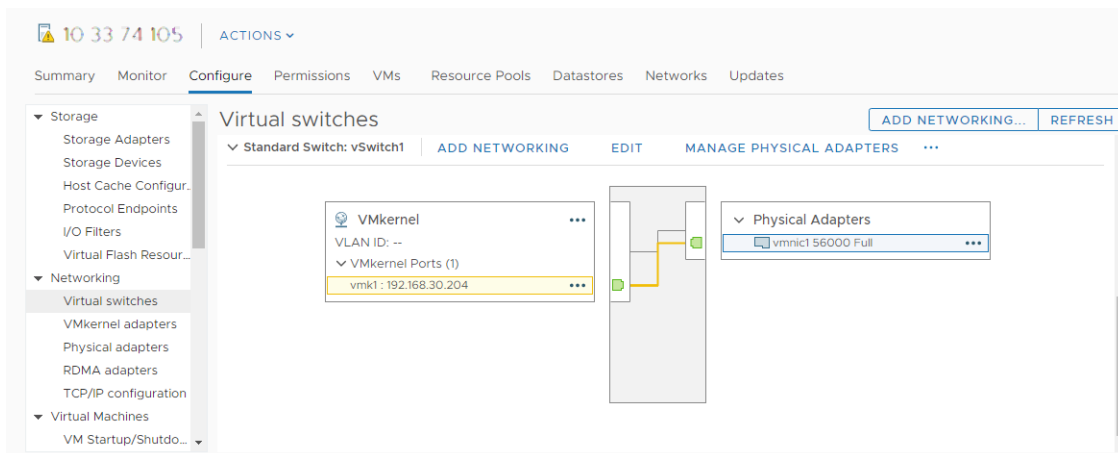 10 33 74 105 ACTIONS
Summary Monitor Configure Permissions VMs Resource Pools Datastores Networks Updates
Storage
Storage Adapters
Storage Devices
Host Cache Configur..
Protocol Endpoints
I/O Filters
Virtual Flash Resour...
Networking
Virtual switches
VMkernel adapters
Physical adapters
RDMA adapters
TCP/IP configuration
Virtual Machines
VM Startup/Shutdo...
Virtual switches
ADD NETWORKING... REFRESH
Standard Switch: vSwitch1 ADD NETWORKING EDIT MANAGE PHYSICAL ADAPTERS ...
VMkernel ...
VLAN ID: --
VMkernel Ports (1)
vmk1 : 192.168.30.204 ...
Physical Adapters
vmnic1 56000 Full ...